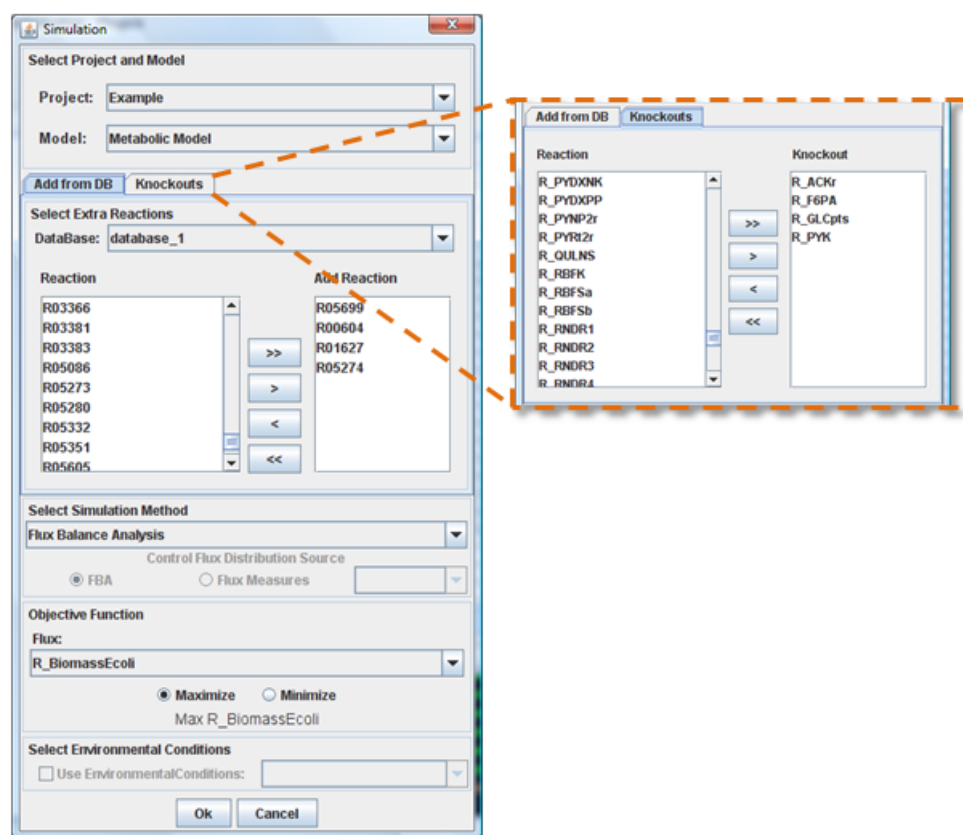 Simulation
Select Project and Model
Project: Example
Model: Metabolic Model
Add from DB Knockouts
Select Extra Reactions
DataBase: database_1
Reaction Add Reaction
R03366
R03381
R03383
R05086
R05273
R05280
R05332
R05351
R05605
>>
>
<
<<
R05699
R00604
R01627
R05274
Select Simulation Method
Flux Balance Analysis
Control Flux Distribution Source
FBA Flux Measures
Objective Function
Flux:
R_BiomassEcoli
Maximize Minimize
Max R_BiomassEcoli
Select Environmental Conditions
Use EnvironmentalConditions:
Ok Cancel
Add from DB Knockouts
Reaction Knockout
R_PYDXNK
R_PYDXPP
R_PYNP2r
R_PYRt2r
R_QULNS
R_RBFK
R_RBFSa
R_RBFSb
R_RNDR1
R_RNDR2
R_RNDR3
R_RNDR4
>>
>
<
<<
R_ACKr
R_F6PA
R_GLCpts
R_PYK